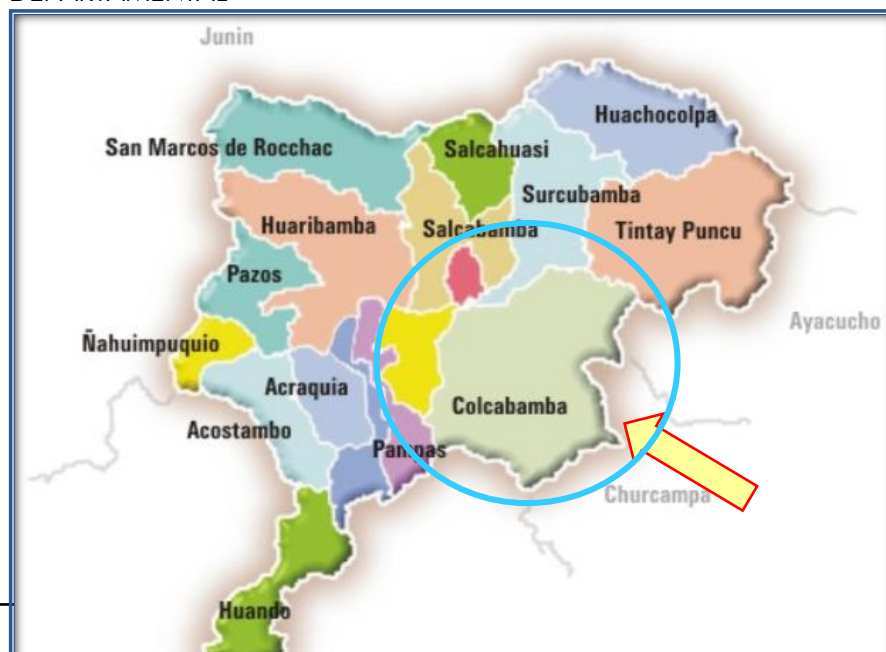 DEPARTAMENTAL
Junin
Huachocolpa
San Marcos de Rocchac
Salcahuasi
Surcubamba
Huaribamba
Salcabamba
Tintay Puncu
Pazos
Ayacucho
Ñahuimpuquio
Acraquia
Colcabamba
Acostambo
Pampas
Churcampa
Huando